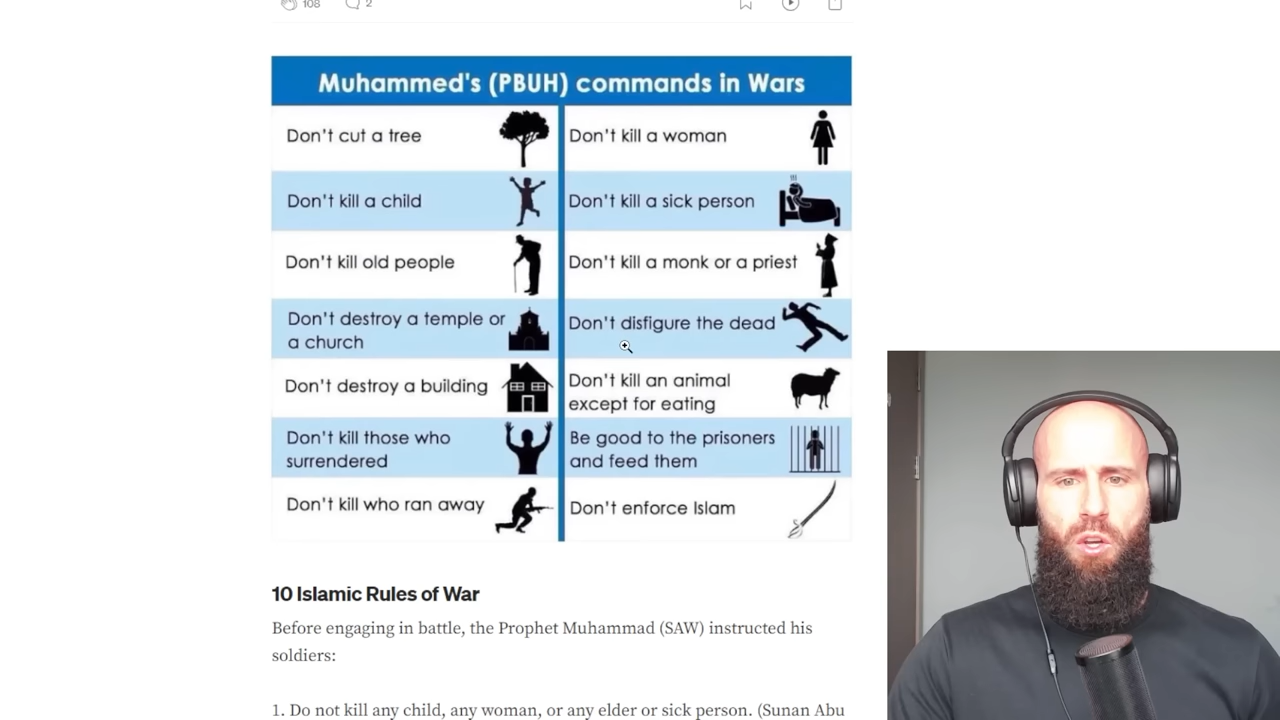 108
2
Muhammed's (PBUH) commands in Wars
Don't cut a tree
Don't kill a woman
Don't kill a child
Don't kill a sick person
Don't kill old people
Don't kill a monk or a priest
Don't destroy a temple or
a church
Don't disfigure the dead
Don't destroy a building
Don't kill an animal
except for eating
Don't kill those who
surrendered
Be good to the prisoners
and feed them
Don't kill who ran away
Don't enforce Islam
10 Islamic Rules of War
Before engaging in battle, the Prophet Muhammad (SAW) instructed his
soldiers:
1. Do not kill any child, any woman, or any elder or sick person. (Sunan Abu